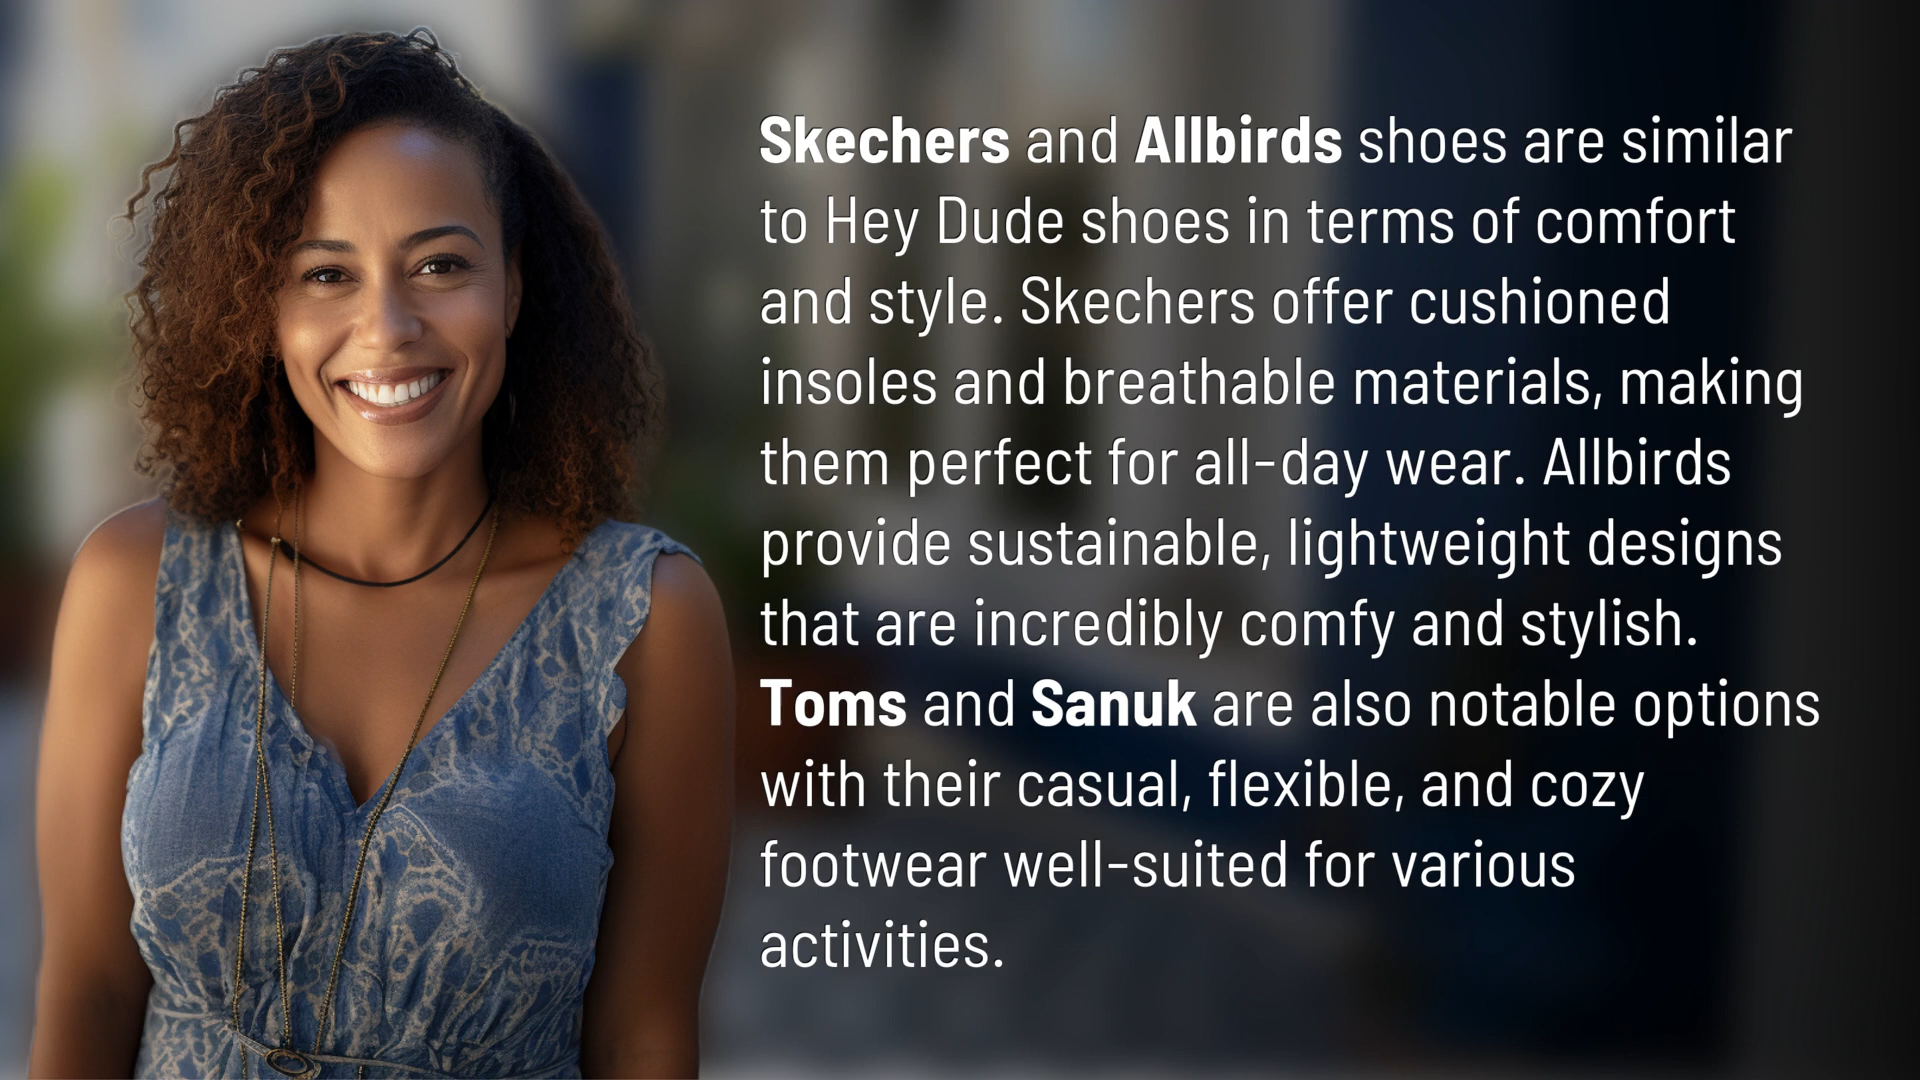 Skechers and Allbirds shoes are similar
to Hey Dude shoes in terms of comfort
and style. Skechers offer cushioned
insoles and breathable materials, making
them perfect for all-day wear. Allbirds
provide sustainable, lightweight designs
that are incredibly comfy and stylish.
Toms and Sanuk are also notable options
with their casual, flexible, and cozy
footwear well-suited for various
activities.